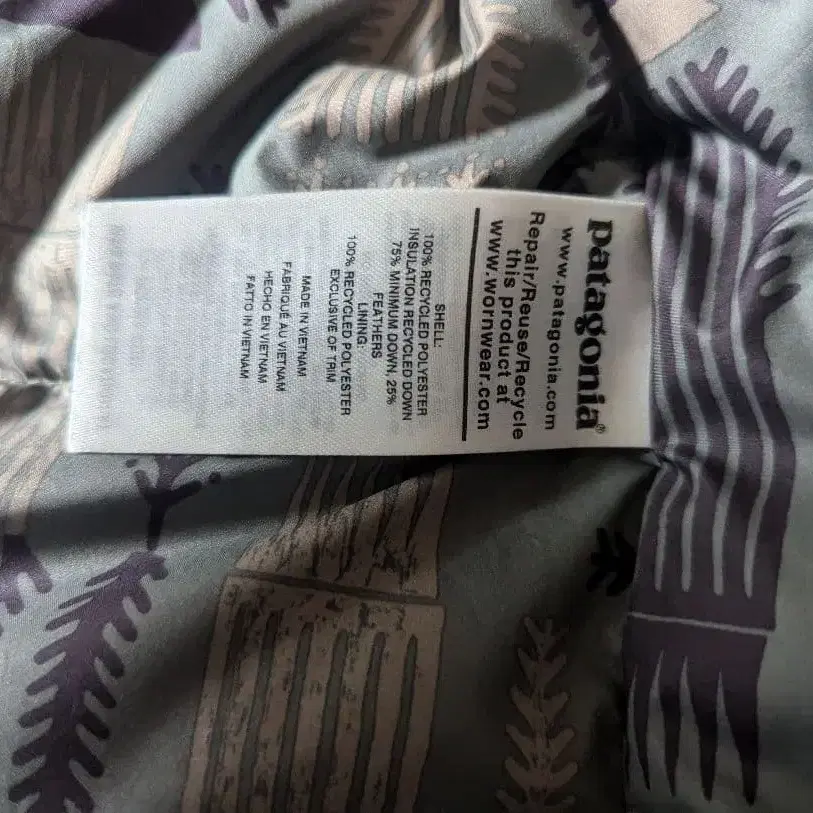 patagonia®
www.patagonia.com
Repair/Reuse/Recycle
this product at
www.wornwear.com
SHELL:
100% RECYCLED POLYESTER
INSULATION RECYCLED DOWN
75% MINIMUM DOWN, 25%
FEATHERS
LINING:
100% RECYCLED POLYESTER
EXCLUSIVE OF TRIM
MADE IN VIETNAM
FABRIQUÉ AU VIETNAM
HECHO EN VIETNAM
FATTO IN VIETNAM